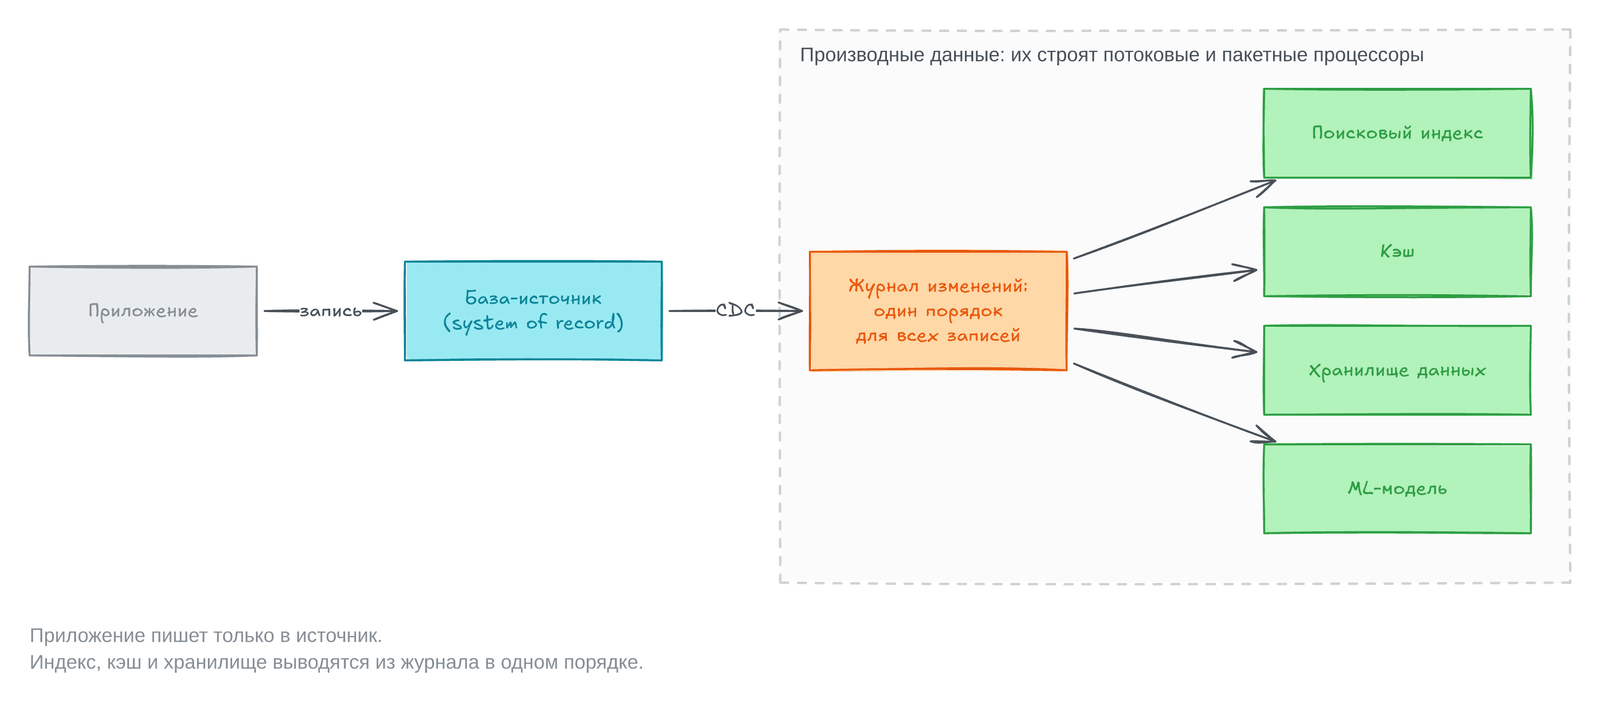 Производные данные: их строят потоковые и пакетные процессоры
Поисковый индекс
Кэш
Приложение
запись
База-источник
(system of record)
CDC
Журнал изменений:
один порядок
для всех записей
Хранилище данных
ML-модель
Приложение пишет только в источник.
Индекс, кэш и хранилище выводятся из журнала в одном порядке.